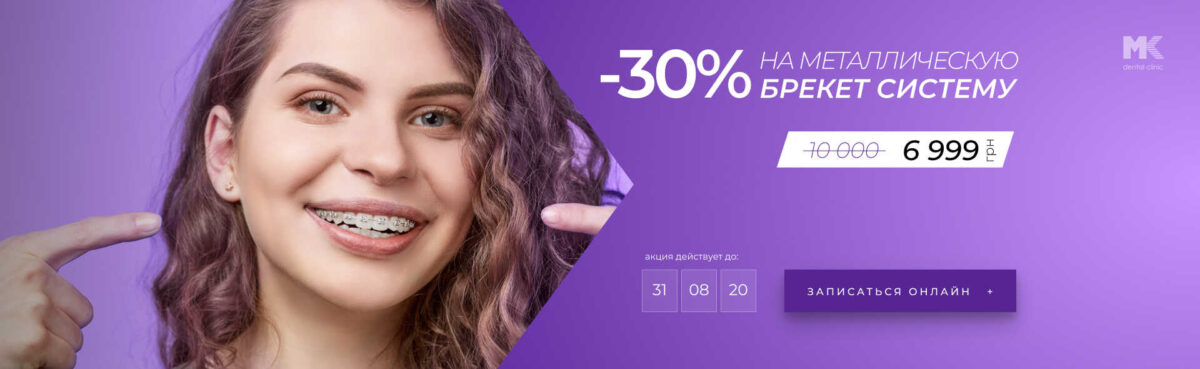 -30%
НА МЕТАЛЛИЧЕСКУЮ
БРЕКЕТ СИСТЕМУ
MK
dental clinic
10 000 6 999 грн
акция действует до:
31 08 20
ЗАПИСАТЬСЯ ОНЛАЙН +